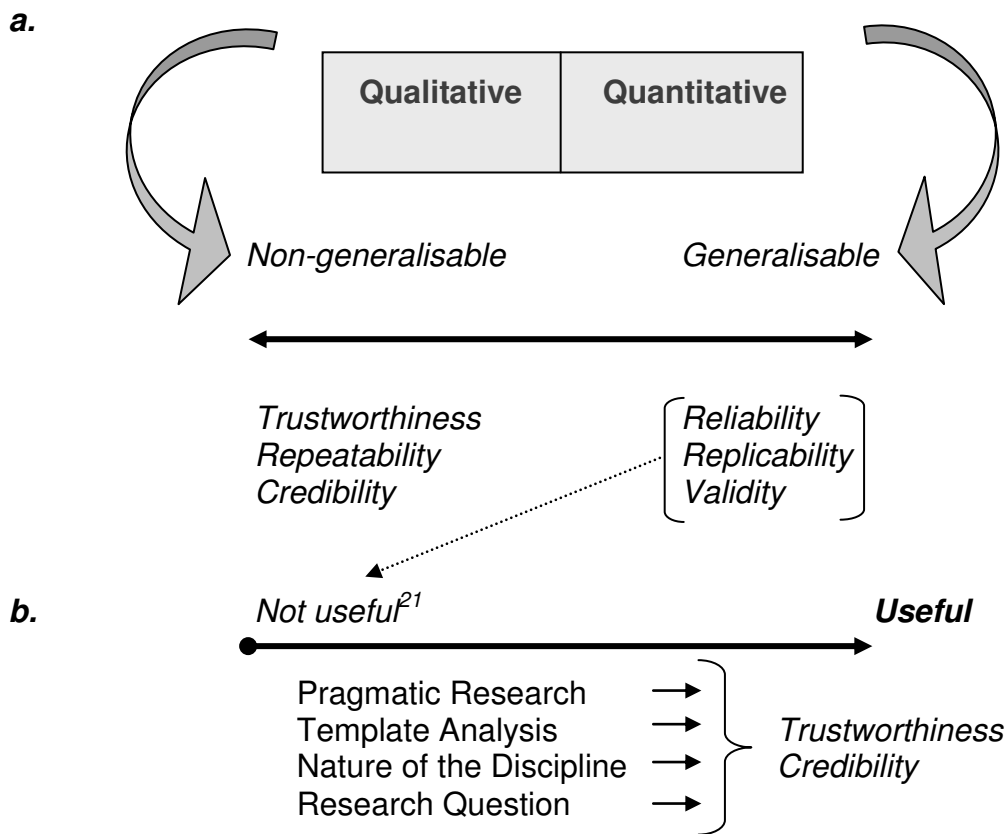 a.
Qualitative Quantitative
Non-generalisable Generalisable
Trustworthiness Reliability
Repeatability Replicability
Credibility Validity
b. Not useful21 Useful
Pragmatic Research
Template Analysis Trustworthiness
Nature of the Discipline Credibility
Research Question